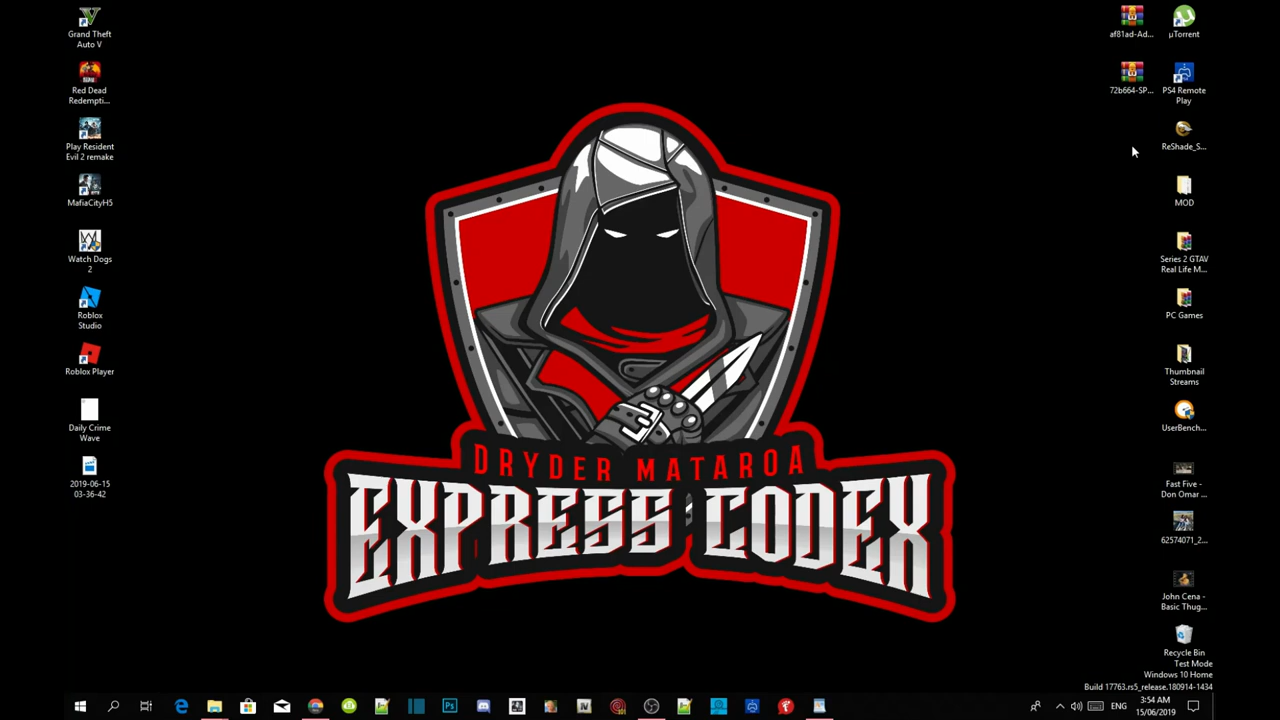 Grand Theft
Auto V
Red Dead
Redempti...
Play Resident
Evil 2 remake
MafiaCityH5
Watch Dogs
2
Roblox
Studio
Roblox Player
Daily Crime
Wave
2019-06-15
03-36-42
DRYDER MATAROA
EXPRESS CODEX
af81ad-Ad...
µTorrent
72b664-SP...
PS4 Remote
Play
ReShade_S...
MOD
Series 2 GTAV
Real Life M...
PC Games
Thumbnail
Streams
UserBench...
Fast Five -
Don Omar ...
62574071_2...
John Cena -
Basic Thug...
Recycle Bin
Test Mode
Windows 10 Home
Build 17763.rs5_release.180914-1434
ENG
3:54 AM
15/06/2019